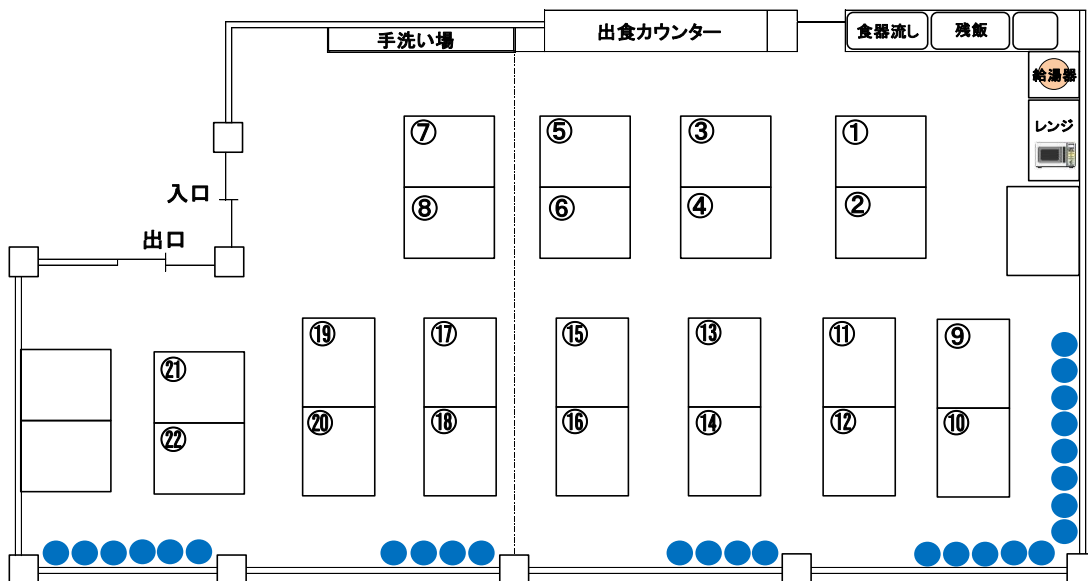 手洗い場
出食カウンター
食器流し
残飯
給湯器
レンジ
⑦
⑤
③
①
⑧
⑥
④
②
入口
出口
⑲
⑰
⑮
⑬
⑪
⑨
㉑
⑳
⑱
⑯
⑭
⑫
⑩
㉒